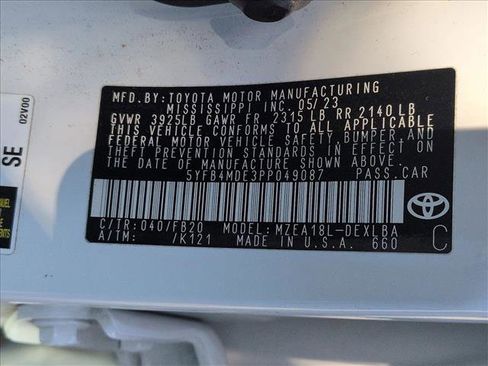 MFD.BY: TOYOTA MOTOR MANUFACTURING
MISSISSIPPI INC. 05/23
GVWR 3925LB GAWR FR 2315 LB RR 2140 LB
THIS VEHICLE CONFORMS TO ALL APPLICABLE
FEDERAL MOTOR VEHICLE SAFETY, BUMPER, AND
THEFT PREVENTION STANDARDS IN EFFECT ON
THE DATE OF MANUFACTURE SHOWN ABOVE.
5YFB4MDE3PP049087 PASS.CAR
C/TR: 040/FB20 MODEL: MZEA18L-DEXLBA
A/TM: /K121 MADE IN U.S.A. 660
C
TOYOTA
02V00
SE